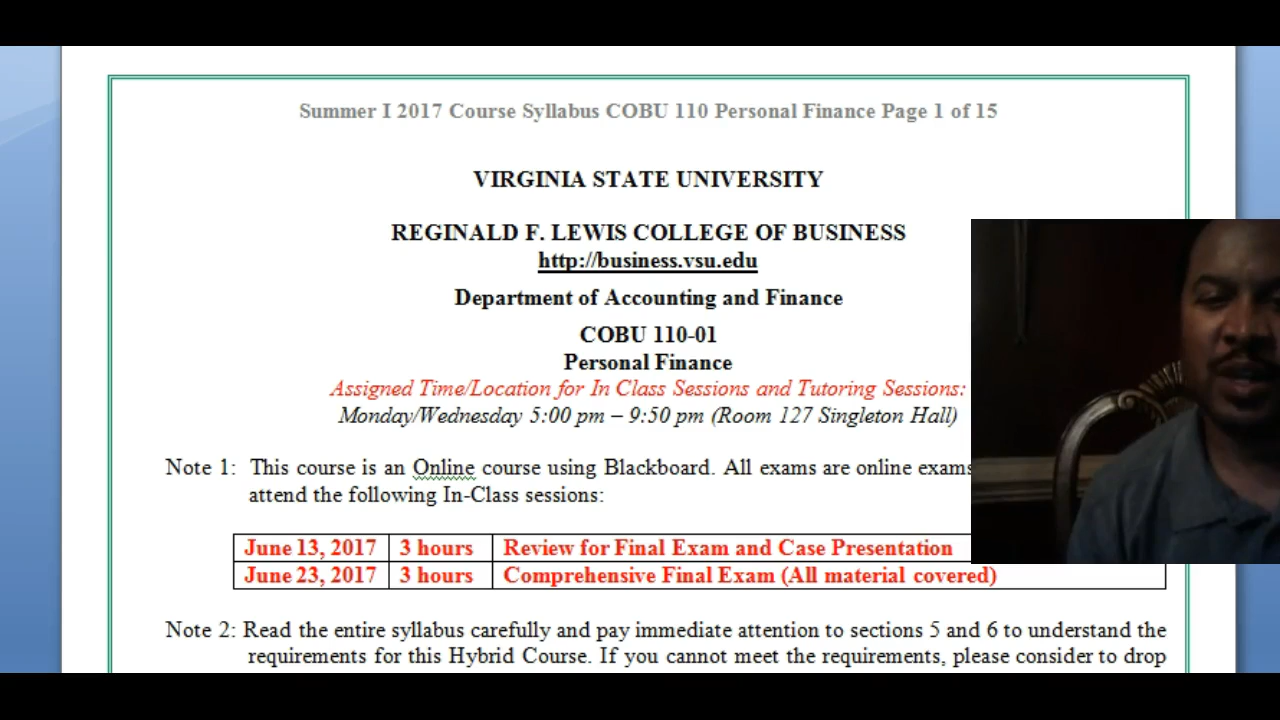 Summer I 2017 Course Syllabus COBU 110 Personal Finance Page 1 of 15
VIRGINIA STATE UNIVERSITY
REGINALD F. LEWIS COLLEGE OF BUSINESS
http://business.vsu.edu
Department of Accounting and Finance
COBU 110-01
Personal Finance
Assigned Time/Location for In Class Sessions and Tutoring Sessions:
Monday/Wednesday 5:00 pm – 9:50 pm (Room 127 Singleton Hall)
Note 1: This course is an Online course using Blackboard. All exams are online exams
attend the following In-Class sessions:
June 13, 2017 3 hours Review for Final Exam and Case Presentation
June 23, 2017 3 hours Comprehensive Final Exam (All material covered)
Note 2: Read the entire syllabus carefully and pay immediate attention to sections 5 and 6 to understand the
requirements for this Hybrid Course. If you cannot meet the requirements, please consider to drop